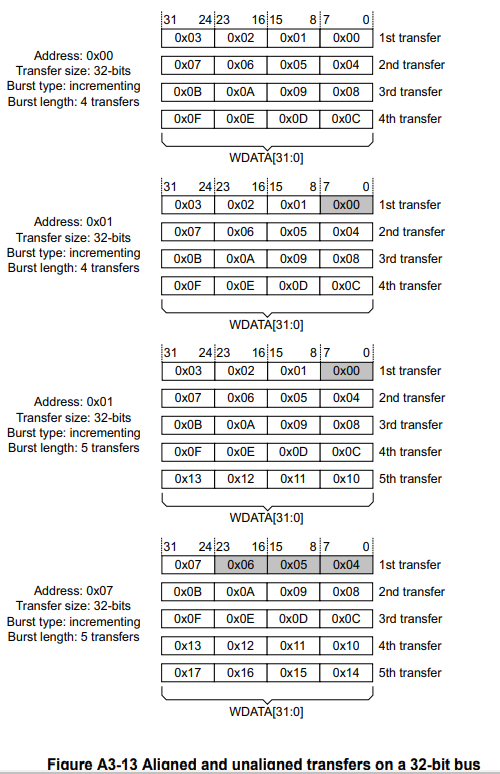 31 24 23 16 15 8 7 0
Address: 0x00
Transfer size: 32-bits
Burst type: incrementing
Burst length: 4 transfers
0x03 0x02 0x01 0x00 1st transfer
0x07 0x06 0x05 0x04 2nd transfer
0x0B 0x0A 0x09 0x08 3rd transfer
0x0F 0x0E 0x0D 0x0C 4th transfer
WDATA[31:0]
31 24 23 16 15 8 7 0
Address: 0x01
Transfer size: 32-bits
Burst type: incrementing
Burst length: 4 transfers
0x03 0x02 0x01 0x00 1st transfer
0x07 0x06 0x05 0x04 2nd transfer
0x0B 0x0A 0x09 0x08 3rd transfer
0x0F 0x0E 0x0D 0x0C 4th transfer
WDATA[31:0]
31 24 23 16 15 8 7 0
Address: 0x01
Transfer size: 32-bits
Burst type: incrementing
Burst length: 5 transfers
0x03 0x02 0x01 0x00 1st transfer
0x07 0x06 0x05 0x04 2nd transfer
0x0B 0x0A 0x09 0x08 3rd transfer
0x0F 0x0E 0x0D 0x0C 4th transfer
0x13 0x12 0x11 0x10 5th transfer
WDATA[31:0]
31 24 23 16 15 8 7 0
Address: 0x07
Transfer size: 32-bits
Burst type: incrementing
Burst length: 5 transfers
0x07 0x06 0x05 0x04 1st transfer
0x0B 0x0A 0x09 0x08 2nd transfer
0x0F 0x0E 0x0D 0x0C 3rd transfer
0x13 0x12 0x11 0x10 4th transfer
0x17 0x16 0x15 0x14 5th transfer
WDATA[31:0]
Figure A3-13 Aligned and unaligned transfers on a 32-bit bus